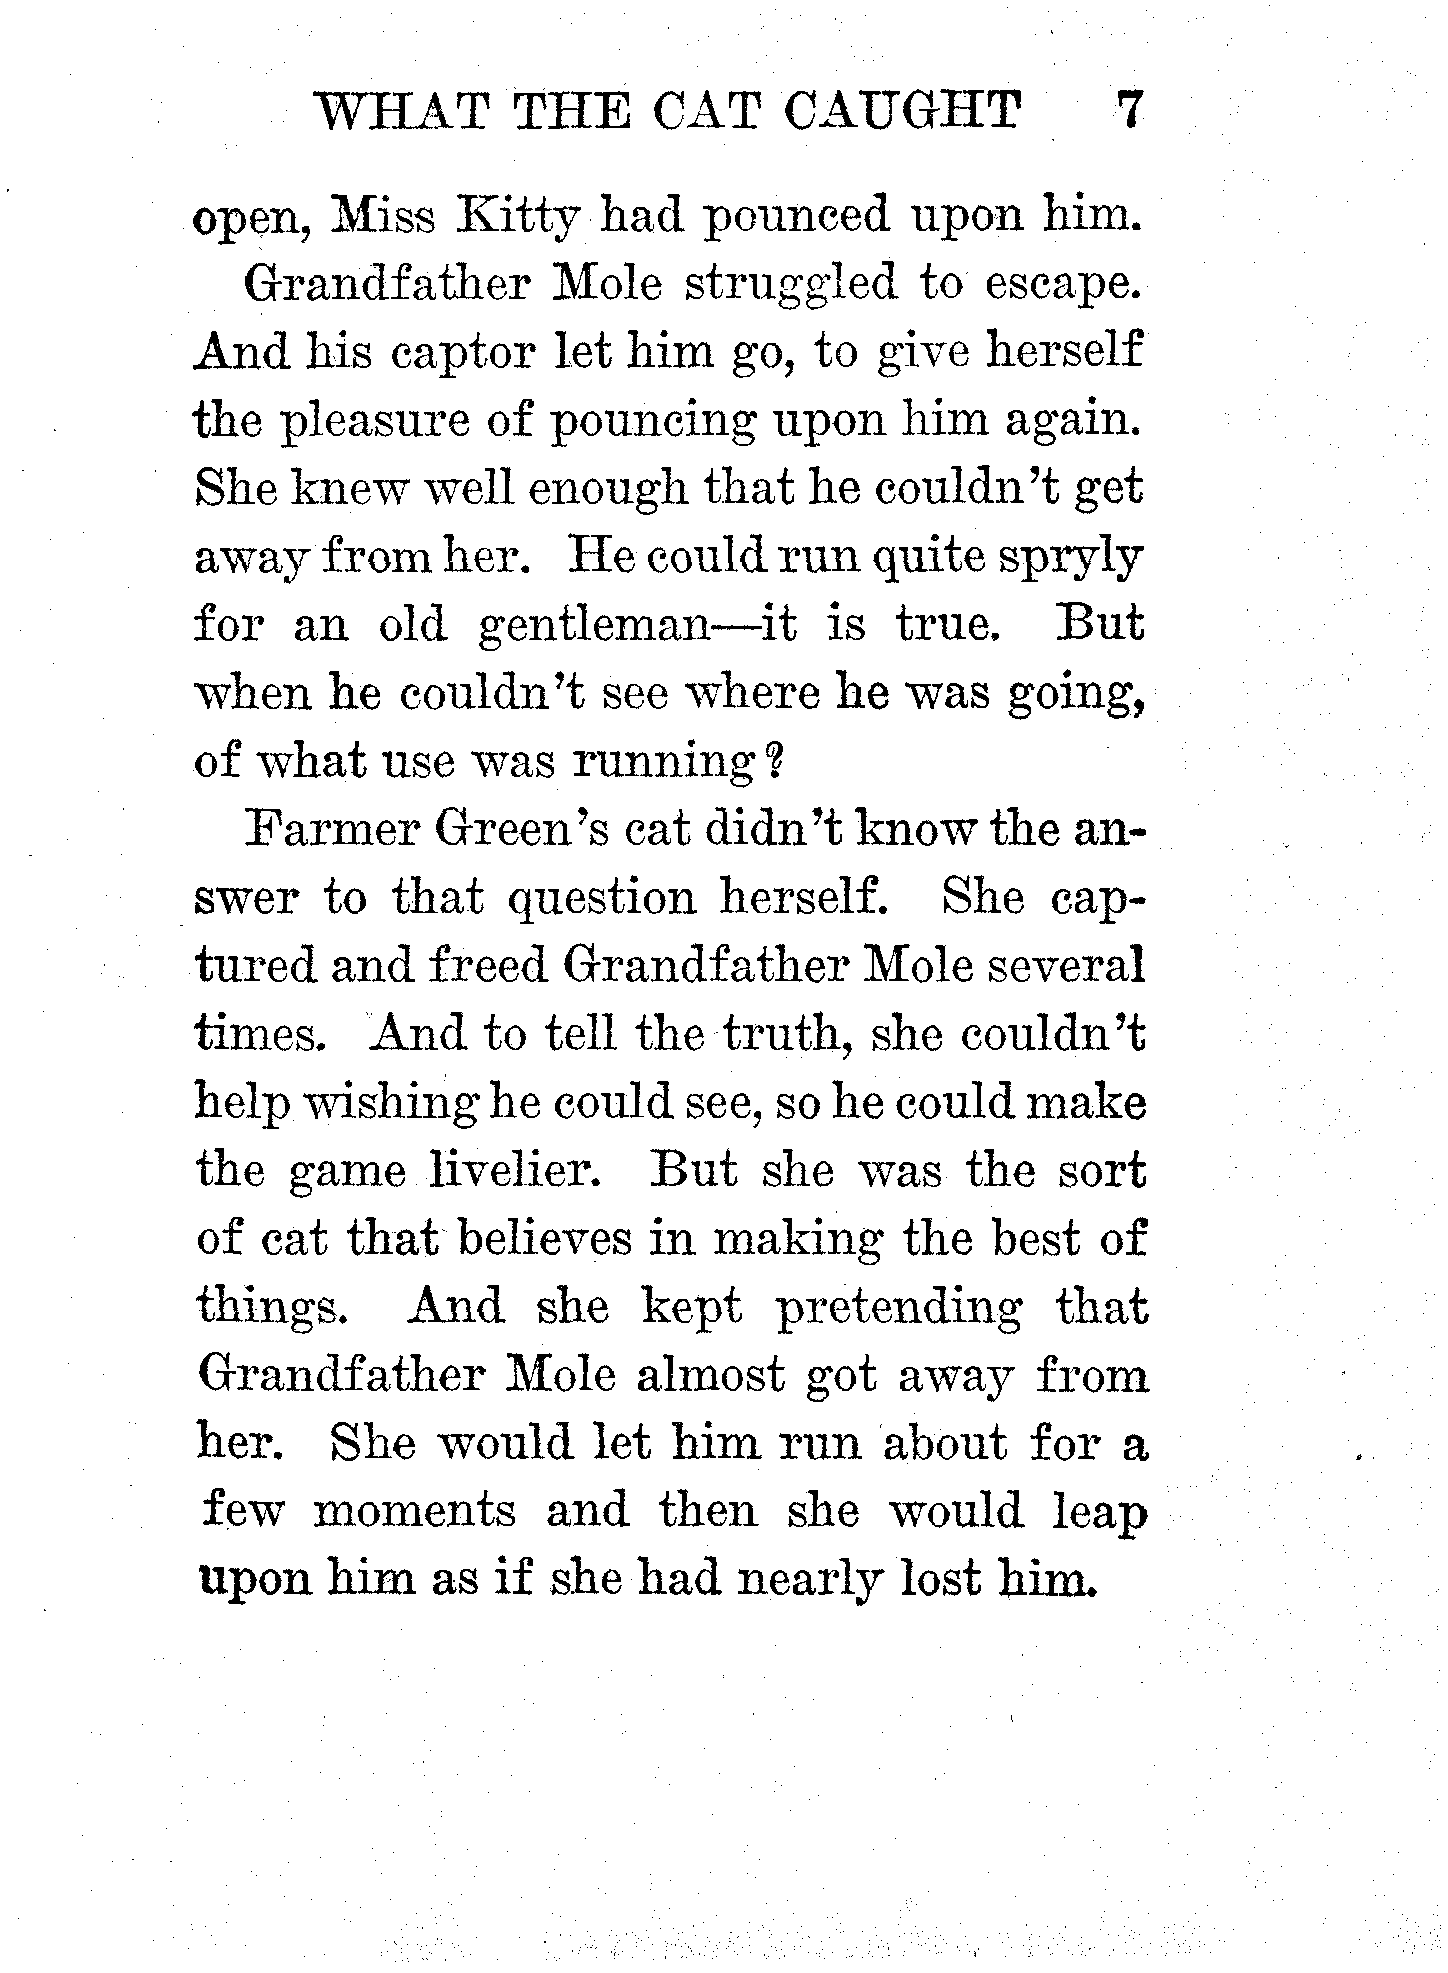 WHAT THE CAT CAUGHT 7
open, Miss Kitty had pounced upon him.
Grandfather Mole struggled to escape.
And his captor let him go, to give herself
the pleasure of pouncing upon him again.
She knew well enough that he couldn't get
away from her. He could run quite spryly
for an old gentleman—it is true. But
when he couldn't see where he was going,
of what use was running?
Farmer Green's cat didn't know the an-
swer to that question herself. She cap-
tured and freed Grandfather Mole several
times. And to tell the truth, she couldn't
help wishing he could see, so he could make
the game livelier. But she was the sort
of cat that believes in making the best of
things. And she kept pretending that
Grandfather Mole almost got away from
her. She would let him run about for a
few moments and then she would leap
upon him as if she had nearly lost him.